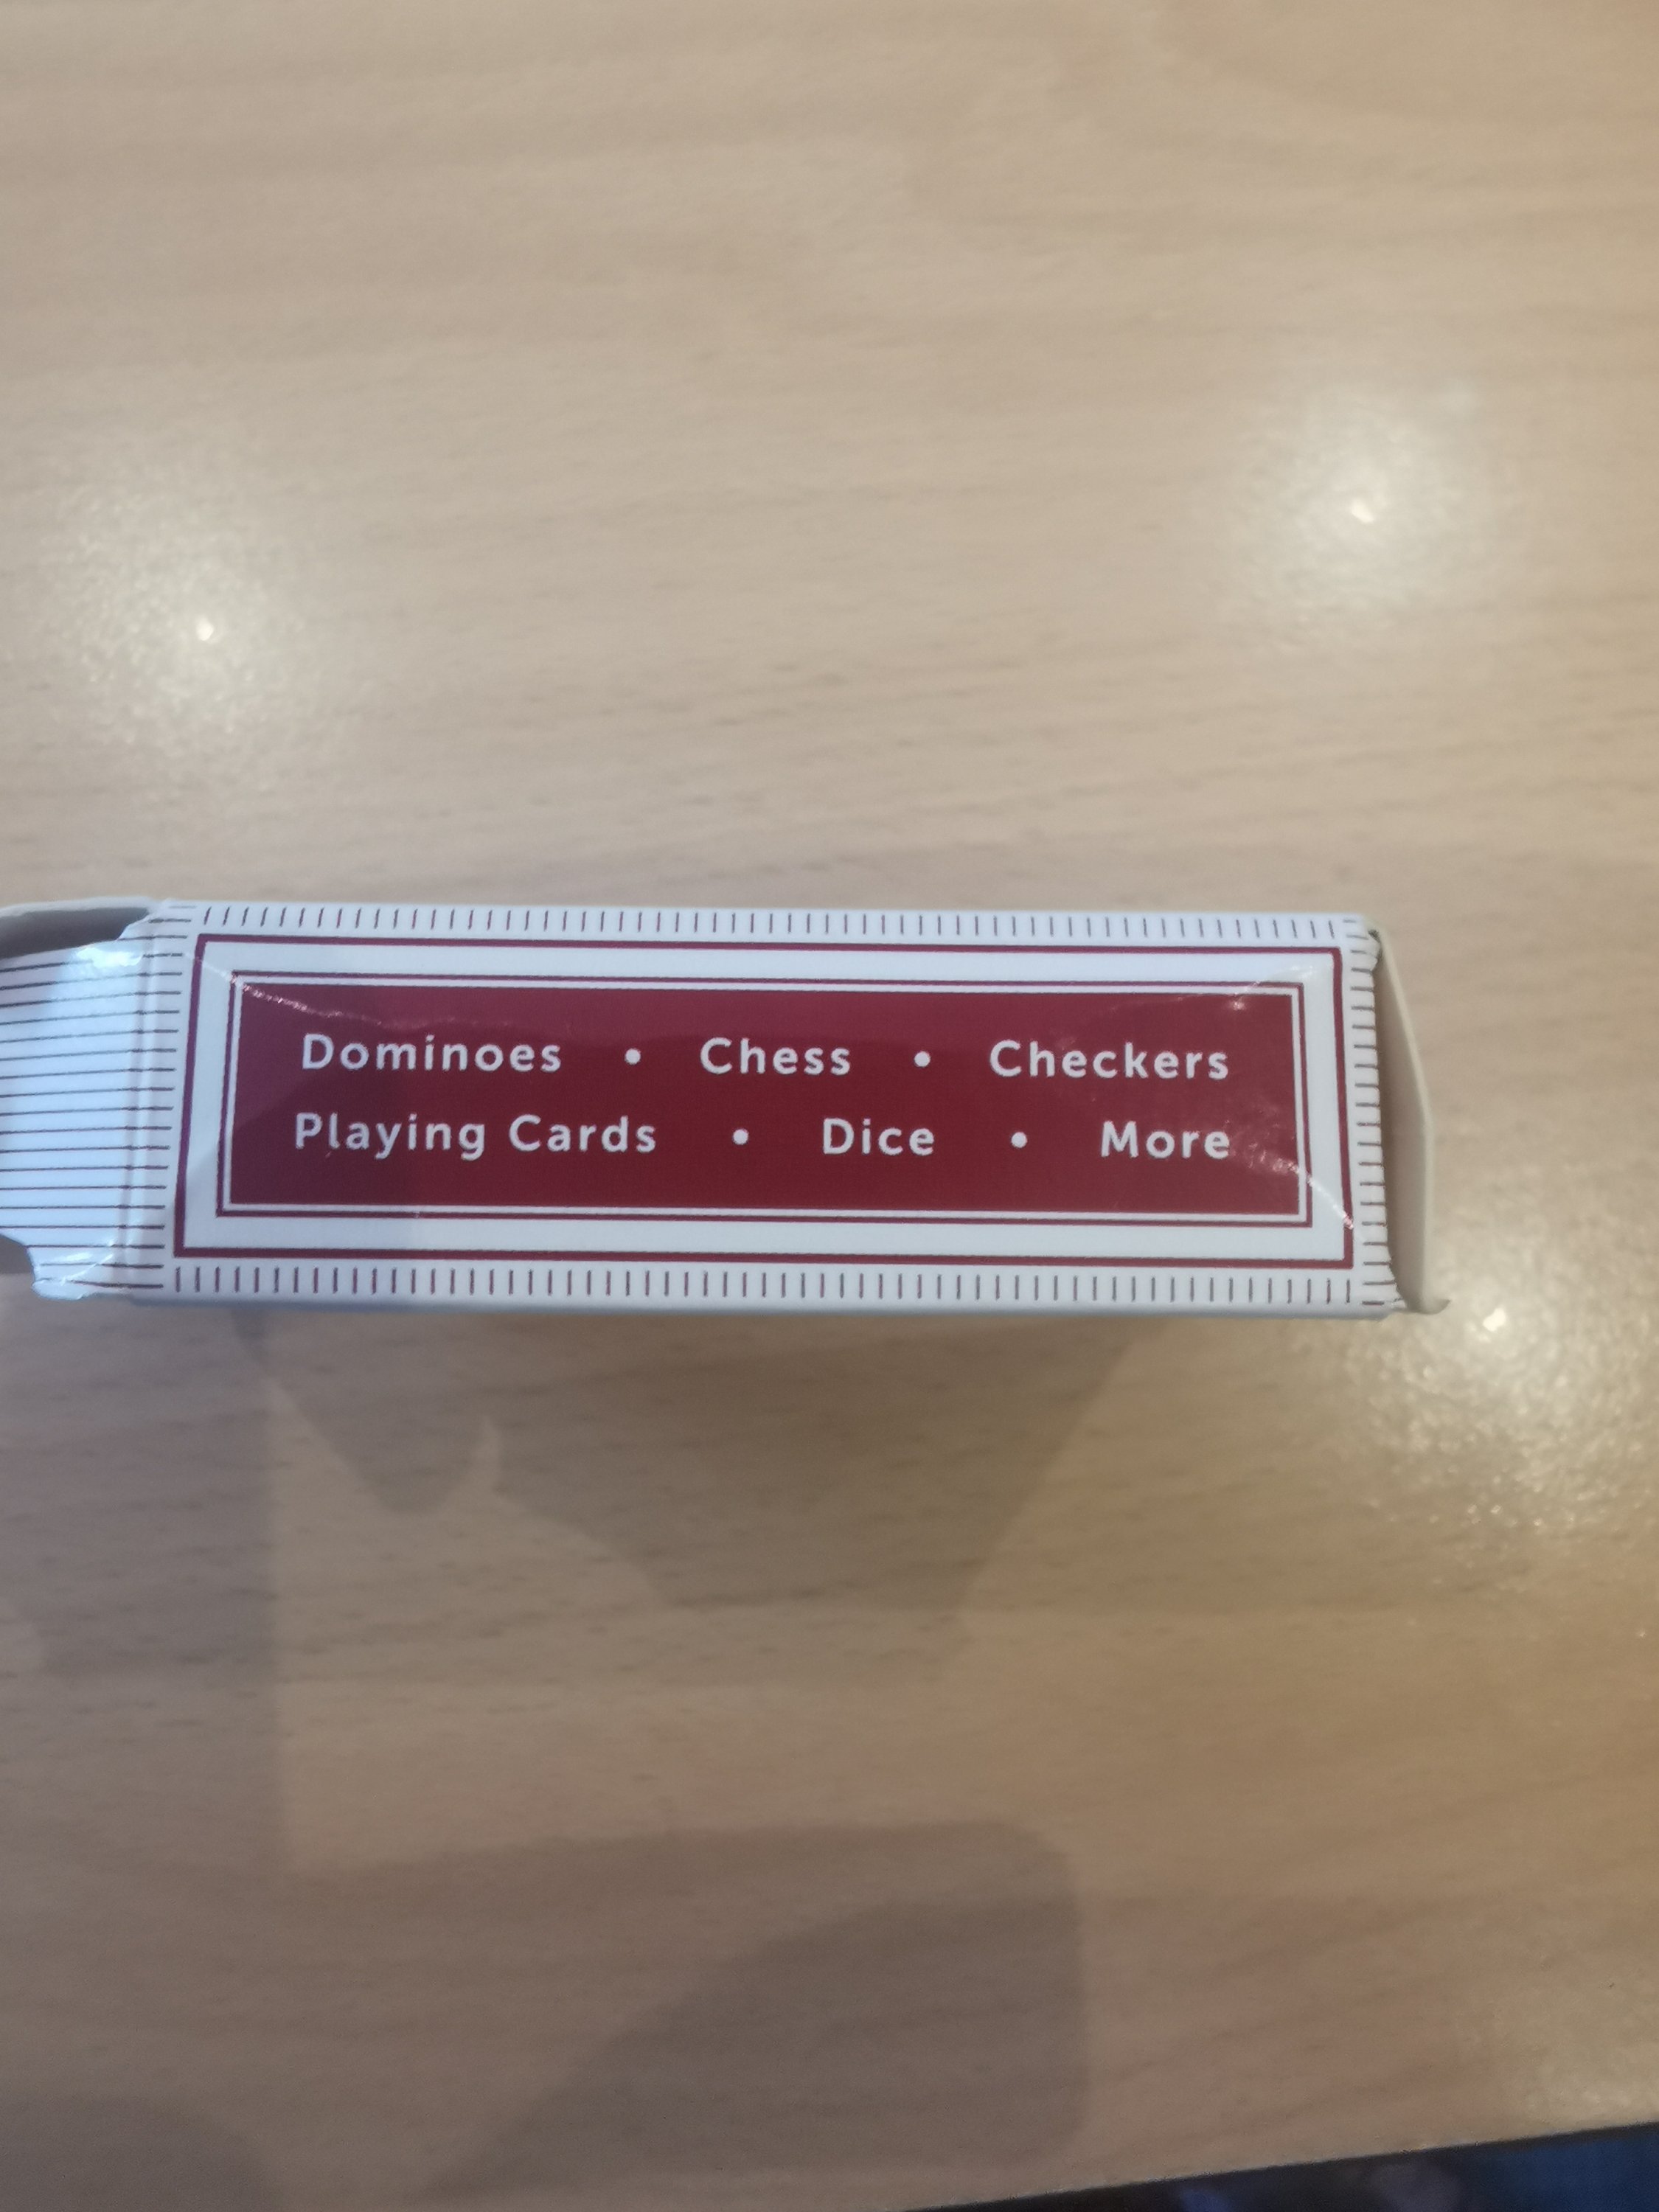 Dominoes • Chess • Checkers
Playing Cards • Dice • More